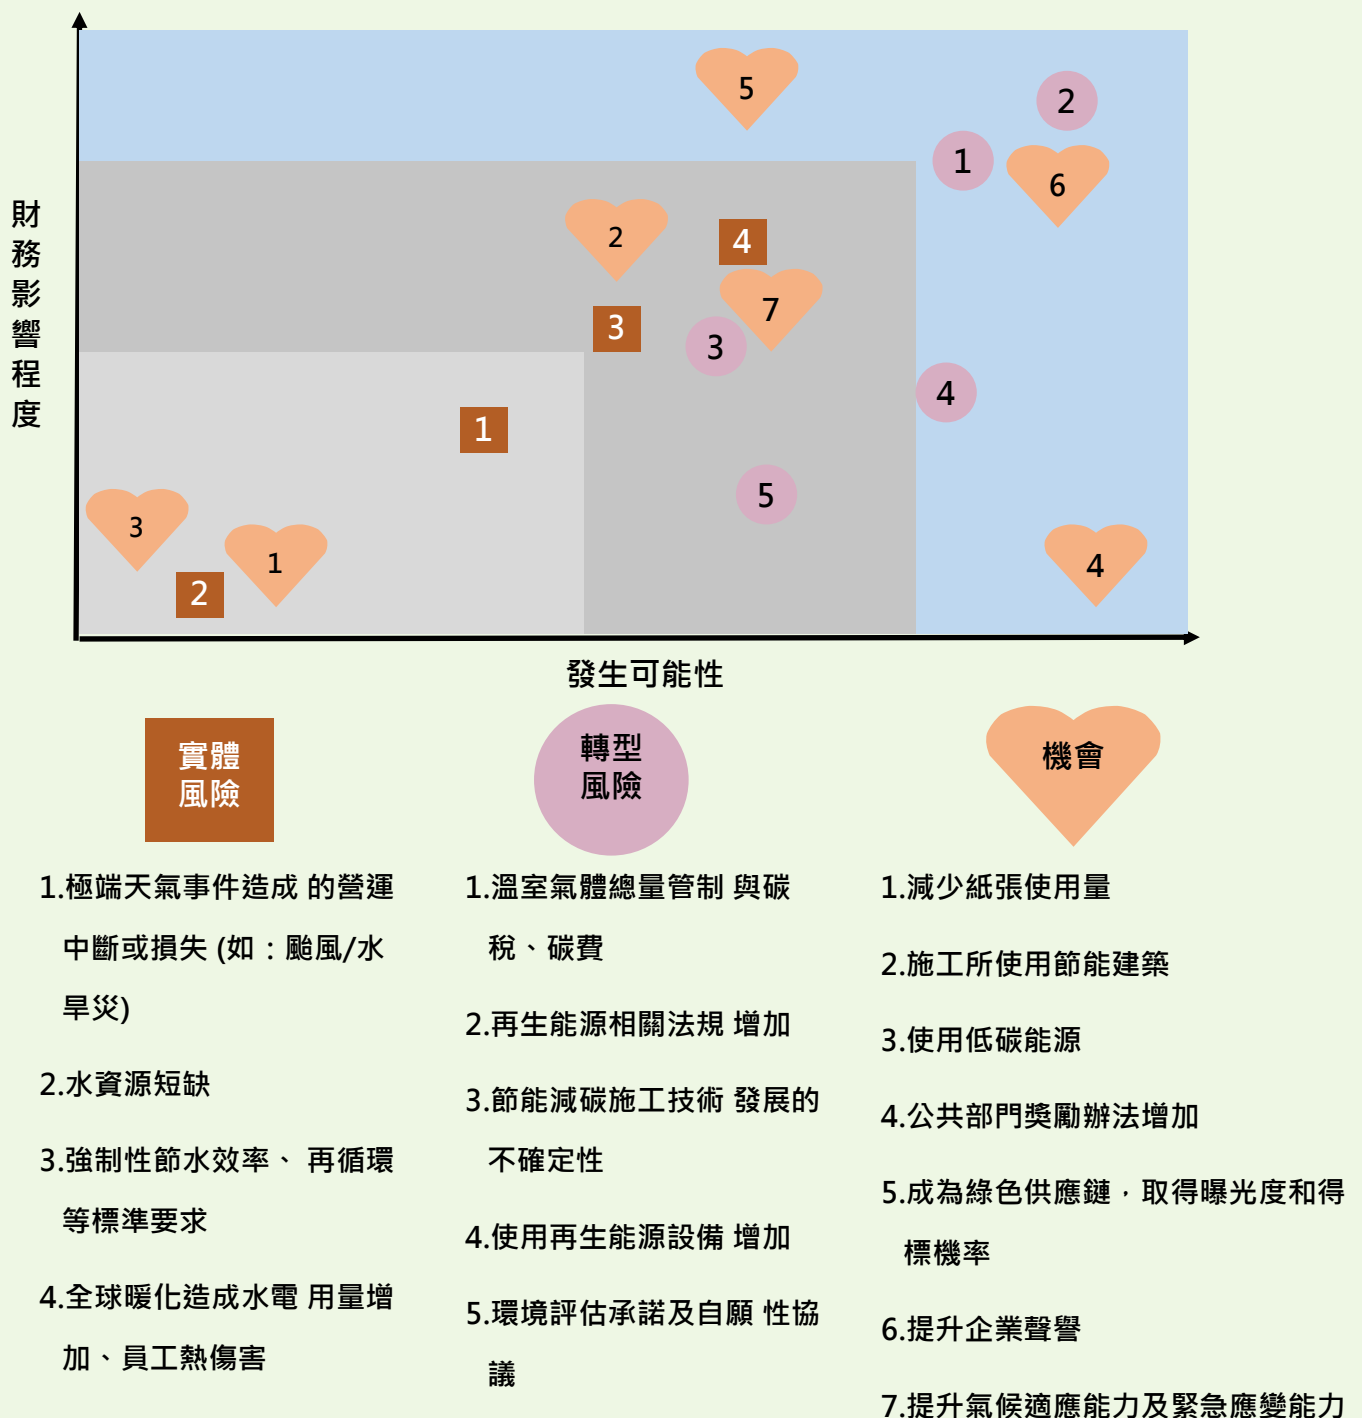 財務影響程度
5
2
1
6
2
4
7
3
3
4
1
5
3
1
4
2
發生可能性
實體
風險
轉型
風險
機會
1.極端天氣事件造成 的營運
中斷或損失 (如：颱風/水
旱災)
2.水資源短缺
3.強制性節水效率、 再循環
等標準要求
4.全球暖化造成水電 用量增
加、員工熱傷害
1.溫室氣體總量管制 與碳
稅、碳費
2.再生能源相關法規 增加
3.節能減碳施工技術 發展的
不確定性
4.使用再生能源設備 增加
5.環境評估承諾及自願 性協
議
1.減少紙張使用量
2.施工所使用節能建築
3.使用低碳能源
4.公共部門獎勵辦法增加
5.成為綠色供應鏈，取得曝光度和得
標機率
6.提升企業聲譽
7.提升氣候適應能力及緊急應變能力